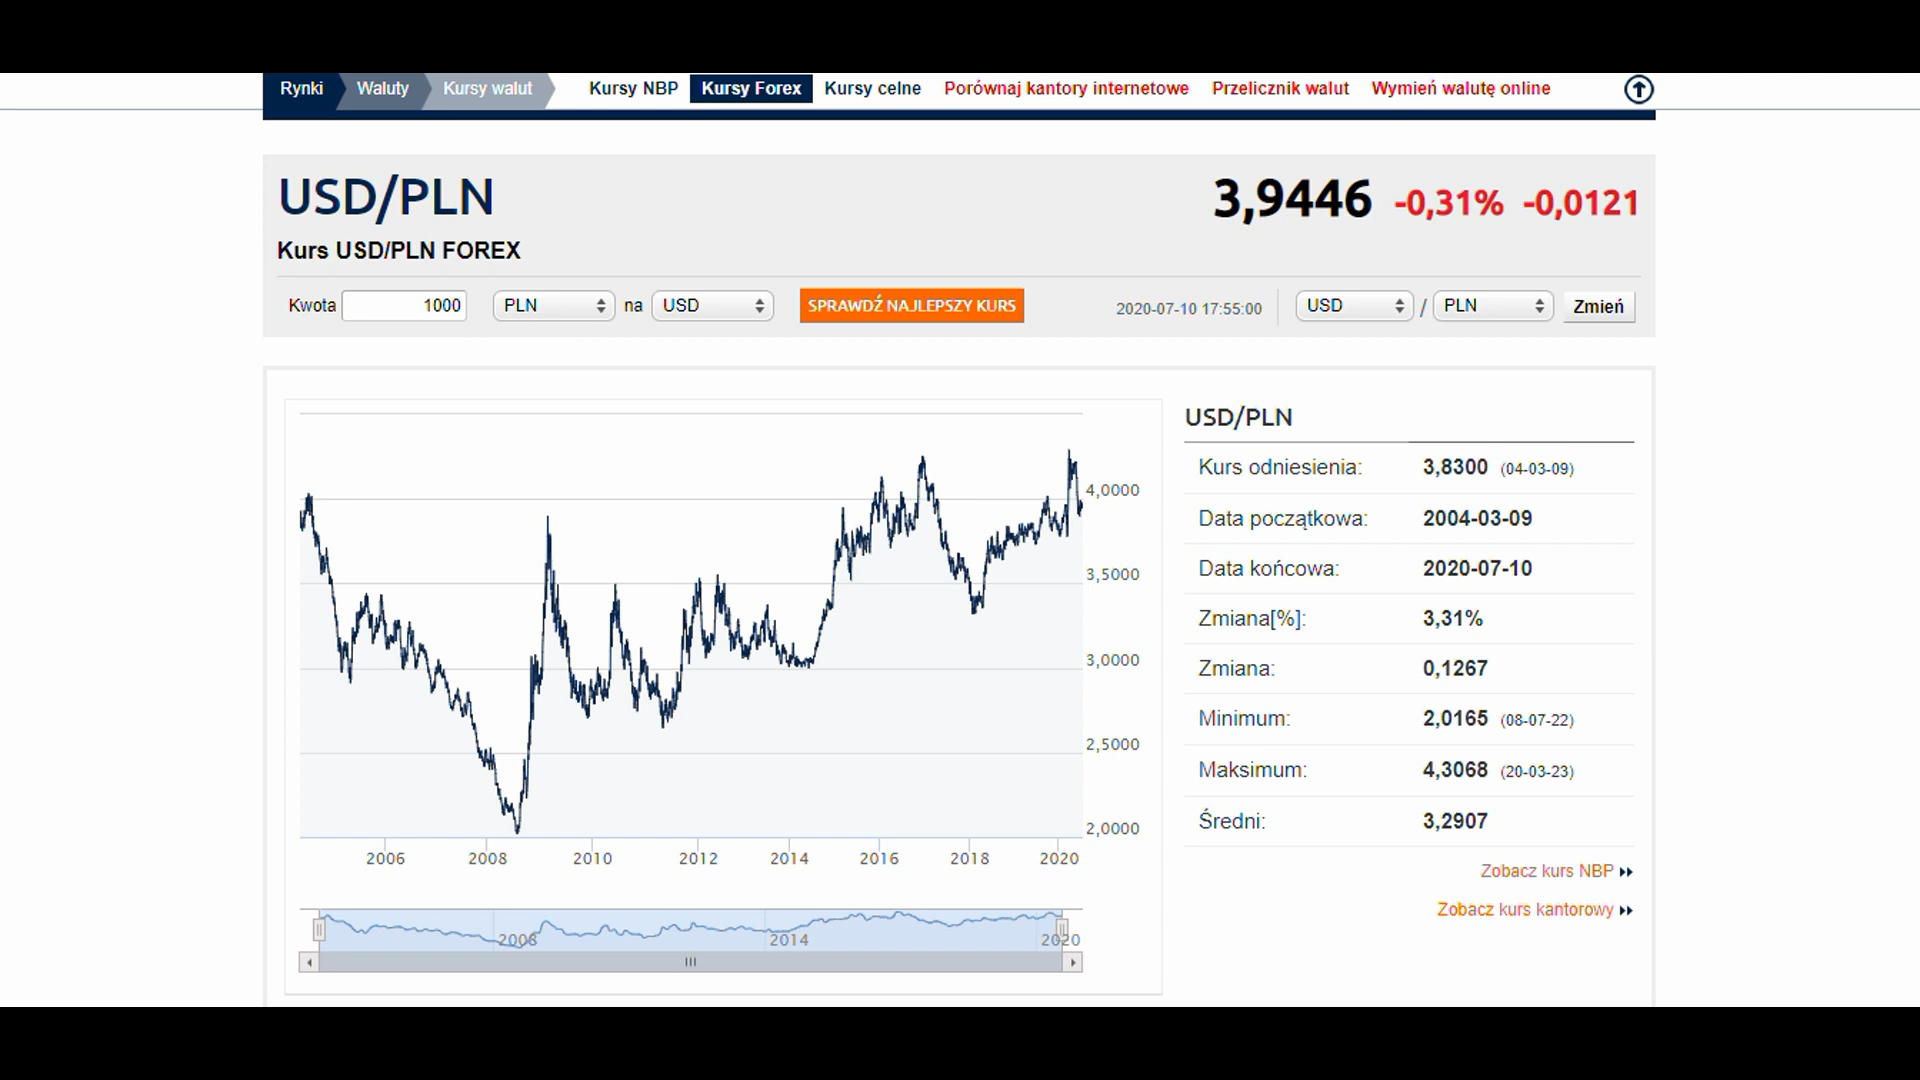 Rynki Waluty Kursy walut Kursy NBP Kursy Forex Kursy celne Porównaj kantory internetowe Przelicznik walut Wymień walutę online
USD/PLN 3,9446 -0,31% -0,0121
Kurs USD/PLN FOREX
Kwota 1000 PLN na USD SPRAWDŹ NAJLEPSZY KURS 2020-07-10 17:55:00 USD / PLN Zmień
4,0000
3,5000
3,0000
2,5000
2,0000
2006 2008 2010 2012 2014 2016 2018 2020
2008 2014 2020
USD/PLN
Kurs odniesienia: 3,8300 (04-03-09)
Data początkowa: 2004-03-09
Data końcowa: 2020-07-10
Zmiana[%]: 3,31%
Zmiana: 0,1267
Minimum: 2,0165 (08-07-22)
Maksimum: 4,3068 (20-03-23)
Średni: 3,2907
Zobacz kurs NBP
Zobacz kurs kantorowy